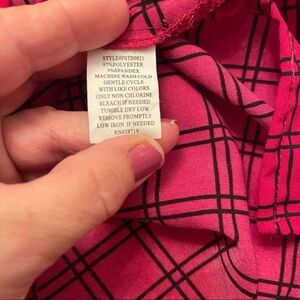 STYLE#PSTH0821
97%POLYESTER
3%SPANDEX
MACHINE WASH COLD
GENTLE CYCLE
WITH LIKE COLORS
ONLY NON CHLORINE
BLEACH IF NEEDED
TUMBLE DRY LOW
REMOVE PROMPTLY
LOW IRON IF NEEDED
RN#58719